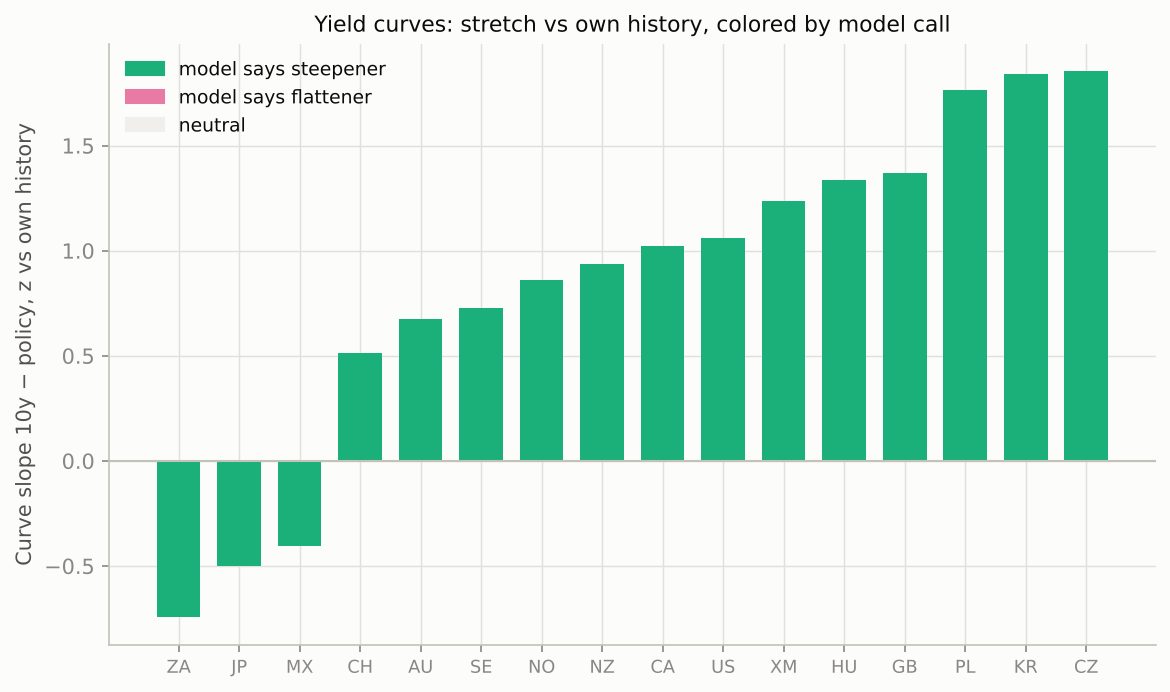 Yield curves: stretch vs own history, colored by model call
model says steepener
model says flattener
neutral
Curve slope 10y − policy, z vs own history
1.5
1.0
0.5
0.0
−0.5
ZA JP MX CH AU SE NO NZ CA US XM HU GB PL KR CZ